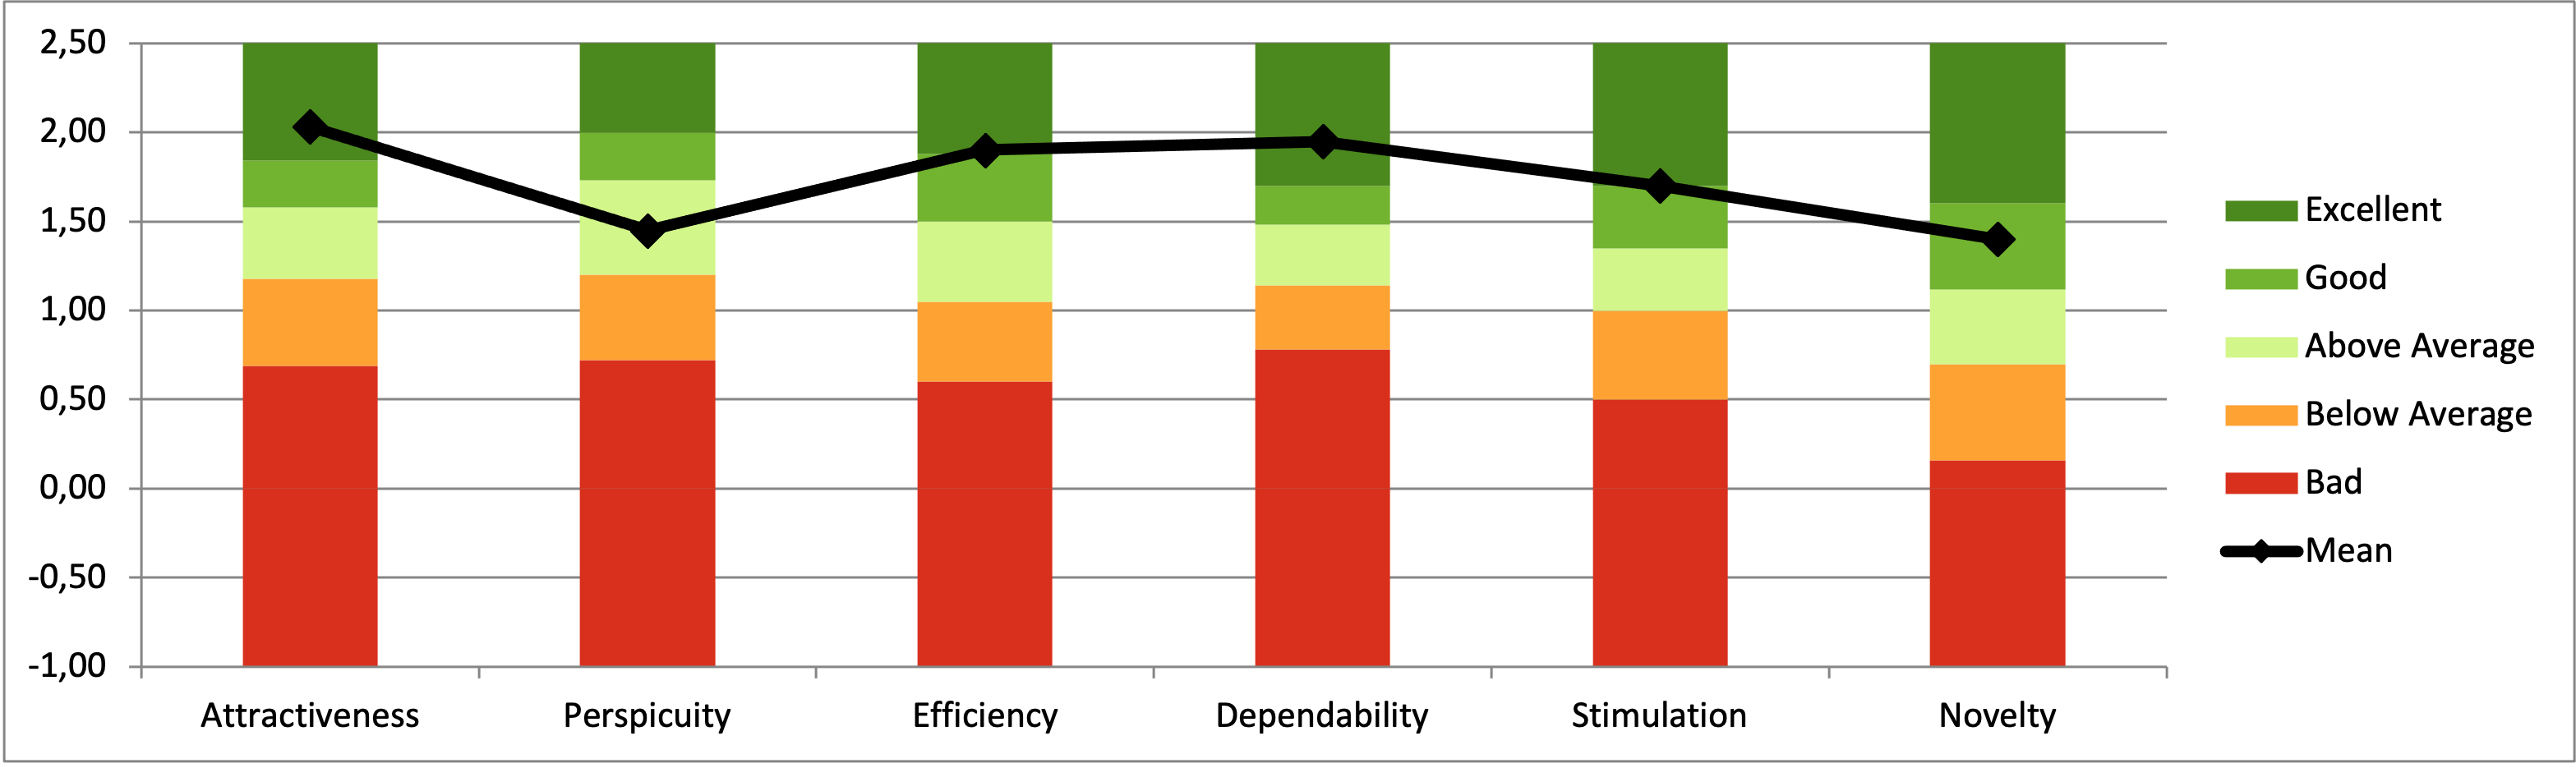 2,50
2,00
1,50
1,00
0,50
0,00
-0,50
-1,00
Attractiveness Perspicuity Efficiency Dependability Stimulation Novelty
Excellent
Good
Above Average
Below Average
Bad
Mean